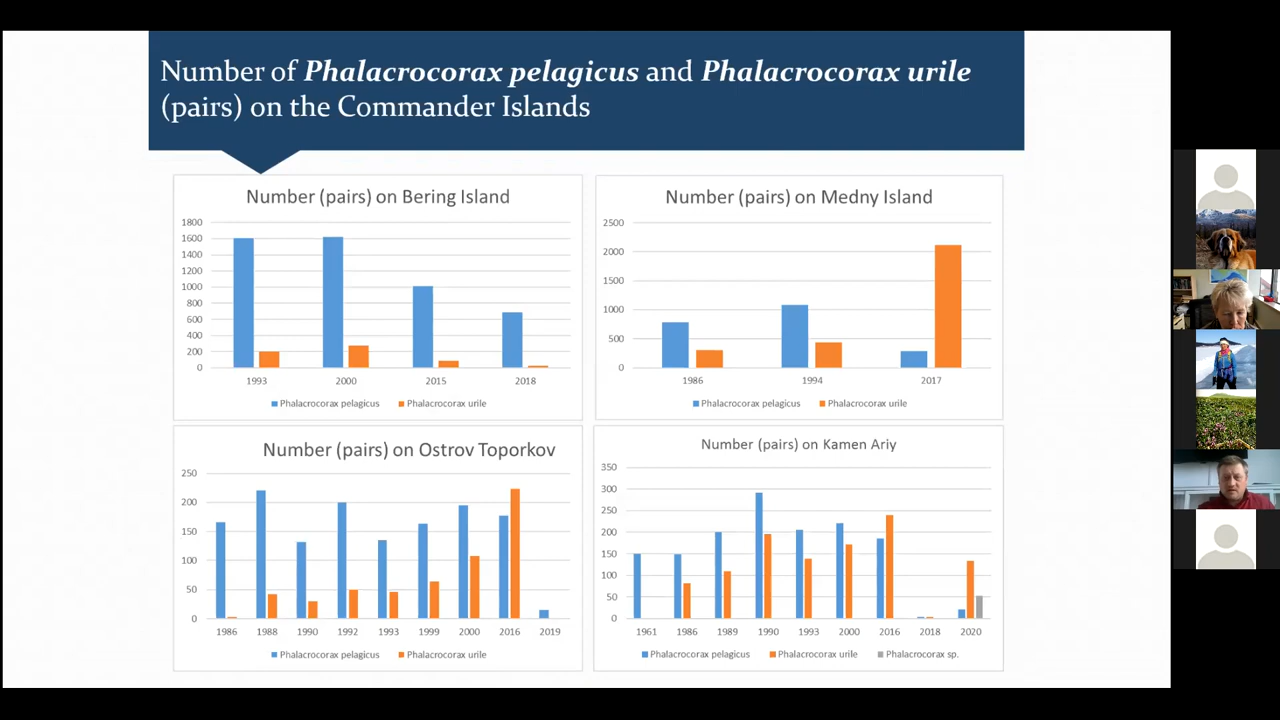 Number of Phalacrocorax pelagicus and Phalacrocorax urile
(pairs) on the Commander Islands
Number (pairs) on Bering Island
1800
1600
1400
1200
1000
800
600
400
200
0
1993 2000 2015 2018
Phalacrocorax pelagicus Phalacrocorax urile
Number (pairs) on Medny Island
2500
2000
1500
1000
500
0
1986 1994 2017
Phalacrocorax pelagicus Phalacrocorax urile
Number (pairs) on Ostrov Toporkov
250
200
150
100
50
0
1986 1988 1990 1992 1993 1999 2000 2016 2019
Phalacrocorax pelagicus Phalacrocorax urile
Number (pairs) on Kamen Ariy
350
300
250
200
150
100
50
0
1961 1986 1989 1990 1993 2000 2016 2018 2020
Phalacrocorax pelagicus Phalacrocorax urile Phalacrocorax sp.